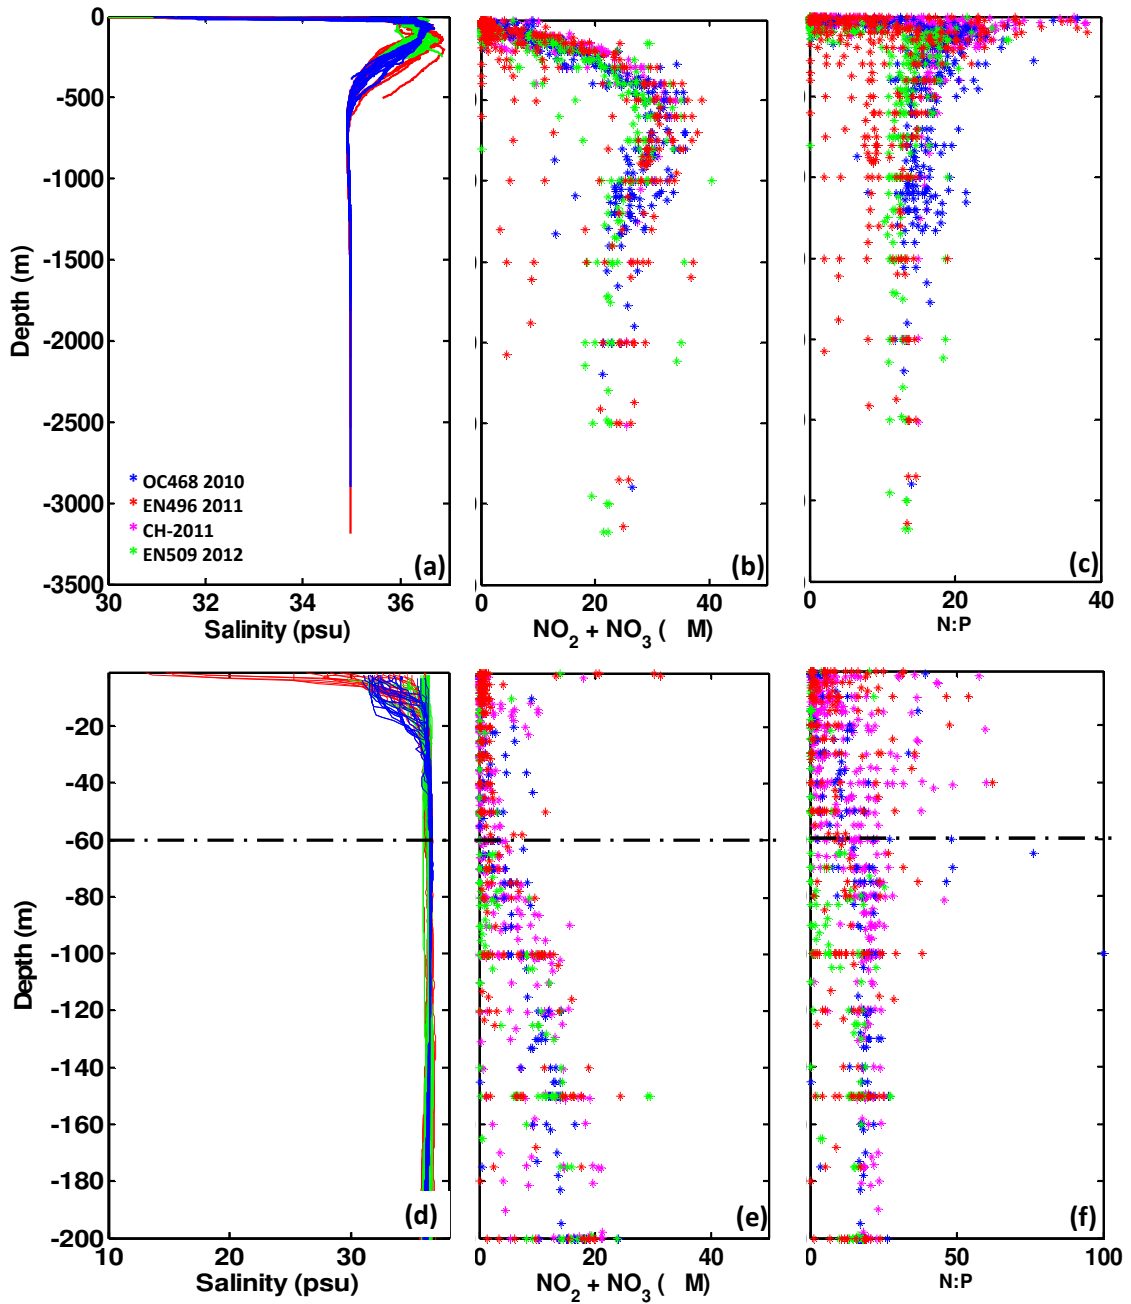 0
-500
-1000
-1500
-2000
-2500
-3000
-3500
Depth (m)
30
32
34
36
Salinity (psu)
* OC468 2010
* EN496 2011
* CH-2011
* EN509 2012
(a)
0
20
40
NO2 + NO3 ( M)
(b)
0
10
20
30
40
N:P
(c)
-20
-40
-60
-80
-100
-120
-140
-160
-180
-200
Depth (m)
10
20
30
Salinity (psu)
(d)
0
20
40
NO2 + NO3 ( M)
(e)
0
50
100
N:P
(f)